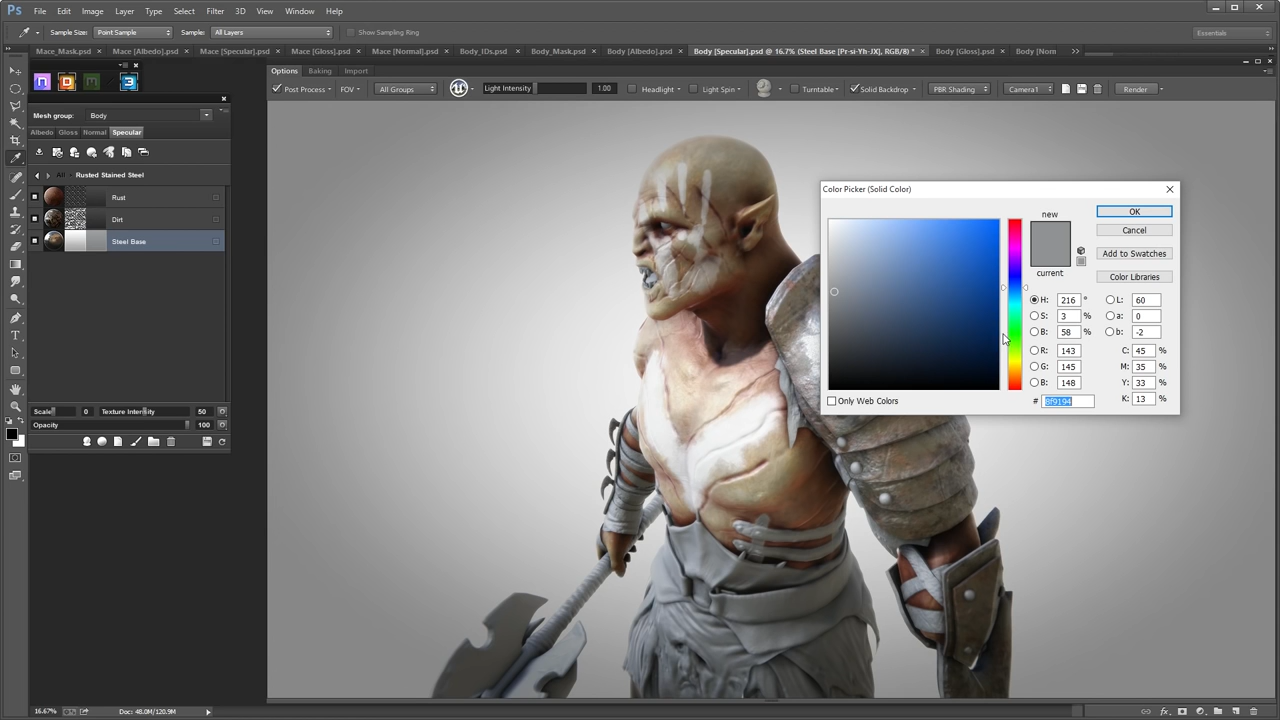 Ps File Edit Image Layer Type Select Filter 3D View Window Help
Sample Size: Point Sample Sample: All Layers Show Sampling Ring Essentials
Mace_Mask.psd × Mace [Albedo].psd × Mace [Specular].psd × Mace [Gloss].psd × Mace [Normal].psd × Body_IDs.psd × Body_Mask.psd × Body [Albedo].psd × Body [Specular].psd @ 16.7% (Steel Base [Pr-si-Yh-JX], RGB/8) * × Body [Gloss].psd × Body [Norn >>
Options Baking Import
Post Process FOV All Groups Light Intensity 1.00 Headlight Light Spin Turntable Solid Backdrop PBR Shading Camera1 Render
Mesh group: Body
Albedo Gloss Normal Specular
All › Rusted Stained Steel
Rust
Dirt
Steel Base
Scale 0 Texture Intensity 50
Opacity 100
Color Picker (Solid Color)
new
current
OK
Cancel
Add to Swatches
Color Libraries
H: 216 ° L: 60
S: 3 % a: 0
B: 58 % b: -2
R: 143 C: 45 %
G: 145 M: 35 %
B: 148 Y: 33 %
Only Web Colors # 8f9194 K: 13 %
16.67% Doc: 48.0M/120.9M